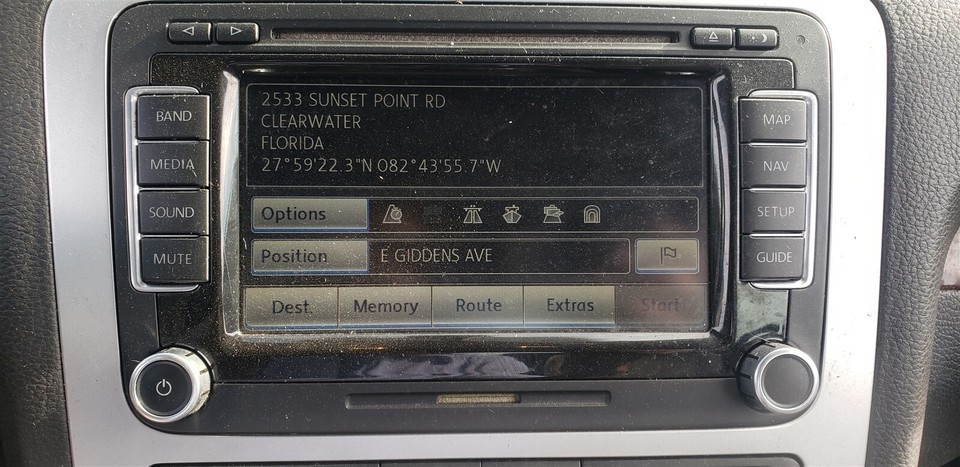 BAND
MEDIA
SOUND
MUTE
2533 SUNSET POINT RD
CLEARWATER
FLORIDA
27°59'22.3"N 082°43'55.7"W
Options
Position E GIDDENS AVE
Dest. Memory Route Extras Start
MAP
NAV
SETUP
GUIDE